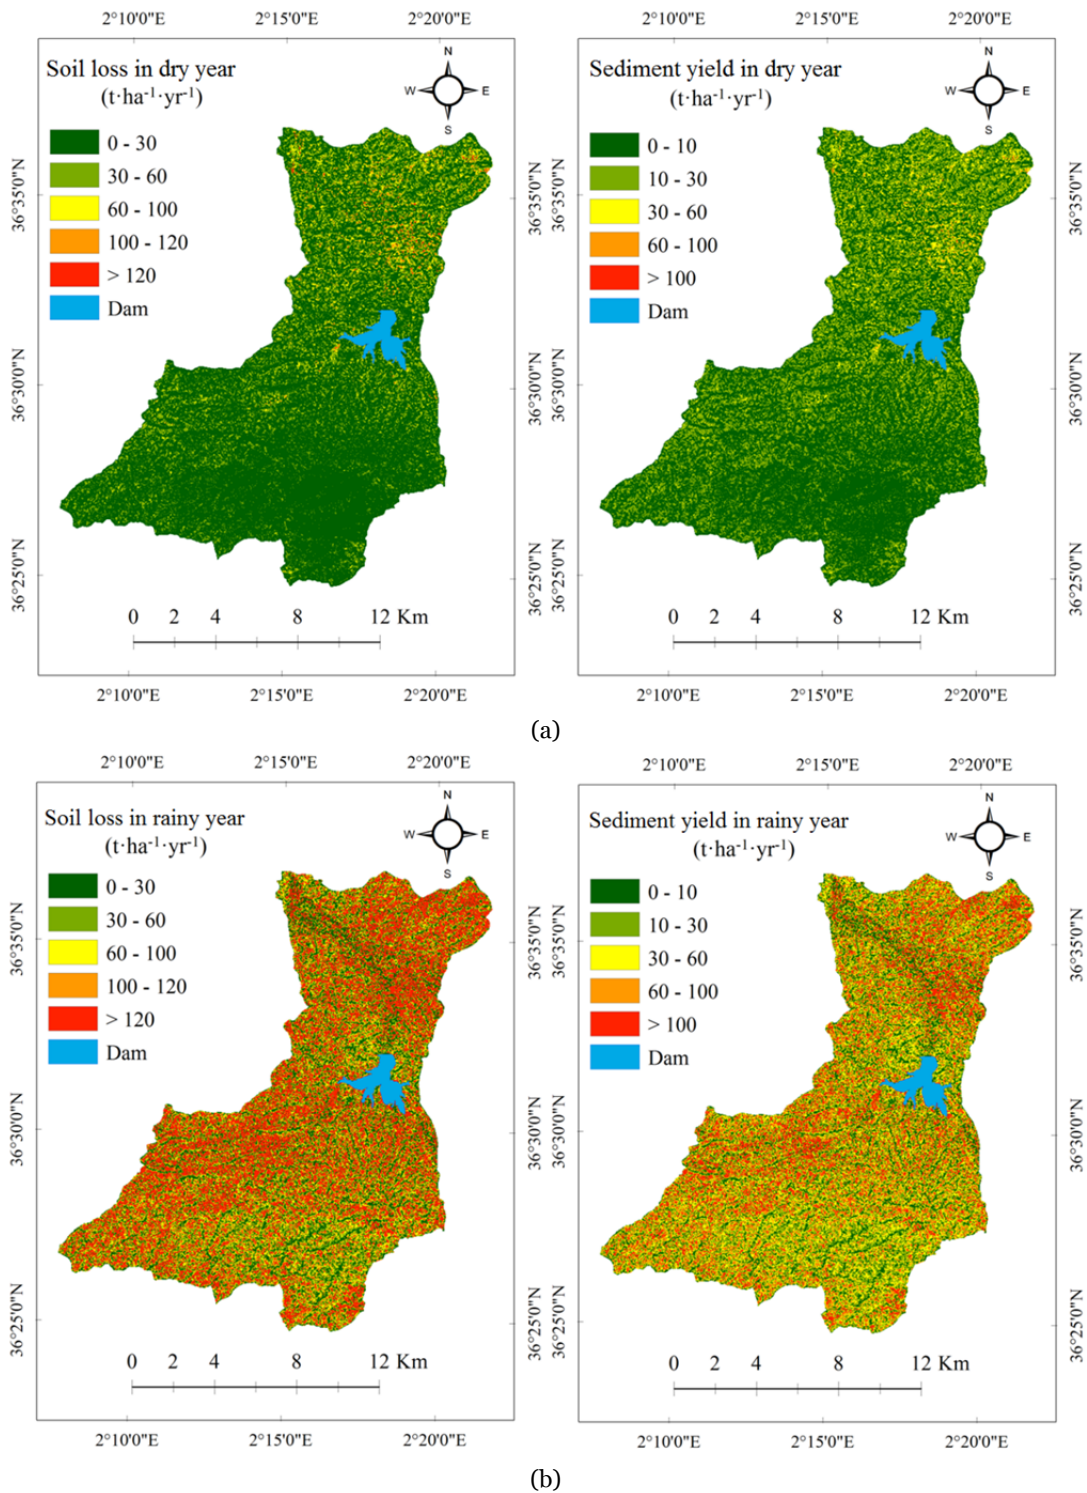 2°10'0"E 2°15'0"E 2°20'0"E
Soil loss in dry year
(t·ha⁻¹·yr⁻¹)
N
W E
S
0 - 30
30 - 60
60 - 100
100 - 120
> 120
Dam
36°35'0"N
36°30'0"N
36°25'0"N
36°35'0"N
36°30'0"N
36°25'0"N
0 2 4 8 12 Km
2°10'0"E 2°15'0"E 2°20'0"E
2°10'0"E 2°15'0"E 2°20'0"E
Sediment yield in dry year
(t·ha⁻¹·yr⁻¹)
N
W E
S
0 - 10
10 - 30
30 - 60
60 - 100
> 100
Dam
36°35'0"N
36°30'0"N
36°25'0"N
36°35'0"N
36°30'0"N
36°25'0"N
0 2 4 8 12 Km
2°10'0"E 2°15'0"E 2°20'0"E
(a)
2°10'0"E 2°15'0"E 2°20'0"E
Soil loss in rainy year
(t·ha⁻¹·yr⁻¹)
N
W E
S
0 - 30
30 - 60
60 - 100
100 - 120
> 120
Dam
36°35'0"N
36°30'0"N
36°25'0"N
36°35'0"N
36°30'0"N
36°25'0"N
0 2 4 8 12 Km
2°10'0"E 2°15'0"E 2°20'0"E
2°10'0"E 2°15'0"E 2°20'0"E
Sediment yield in rainy year
(t·ha⁻¹·yr⁻¹)
N
W E
S
0 - 10
10 - 30
30 - 60
60 - 100
> 100
Dam
36°35'0"N
36°30'0"N
36°25'0"N
36°35'0"N
36°30'0"N
36°25'0"N
0 2 4 8 12 Km
2°10'0"E 2°15'0"E 2°20'0"E
(b)